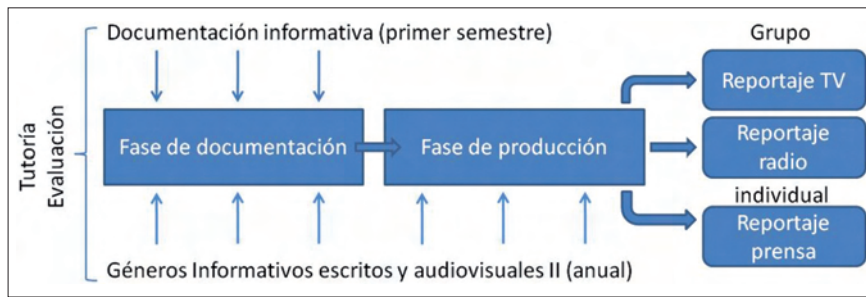 Documentación informativa (primer semestre)
Grupo
Tutoría
Evaluación
Fase de documentación
Fase de producción
Reportaje TV
Reportaje
radio
individual
Reportaje
prensa
Géneros Informativos escritos y audiovisuales II (anual)